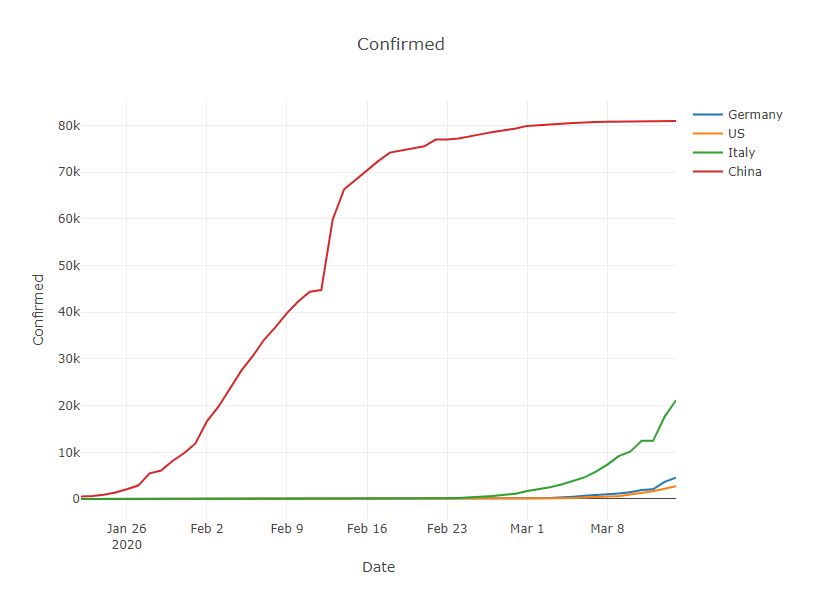 Confirmed
Germany
US
Italy
China
80k
70k
60k
50k
40k
30k
20k
10k
0
Confirmed
Jan 26
2020
Feb 2
Feb 9
Feb 16
Feb 23
Mar 1
Mar 8
Date